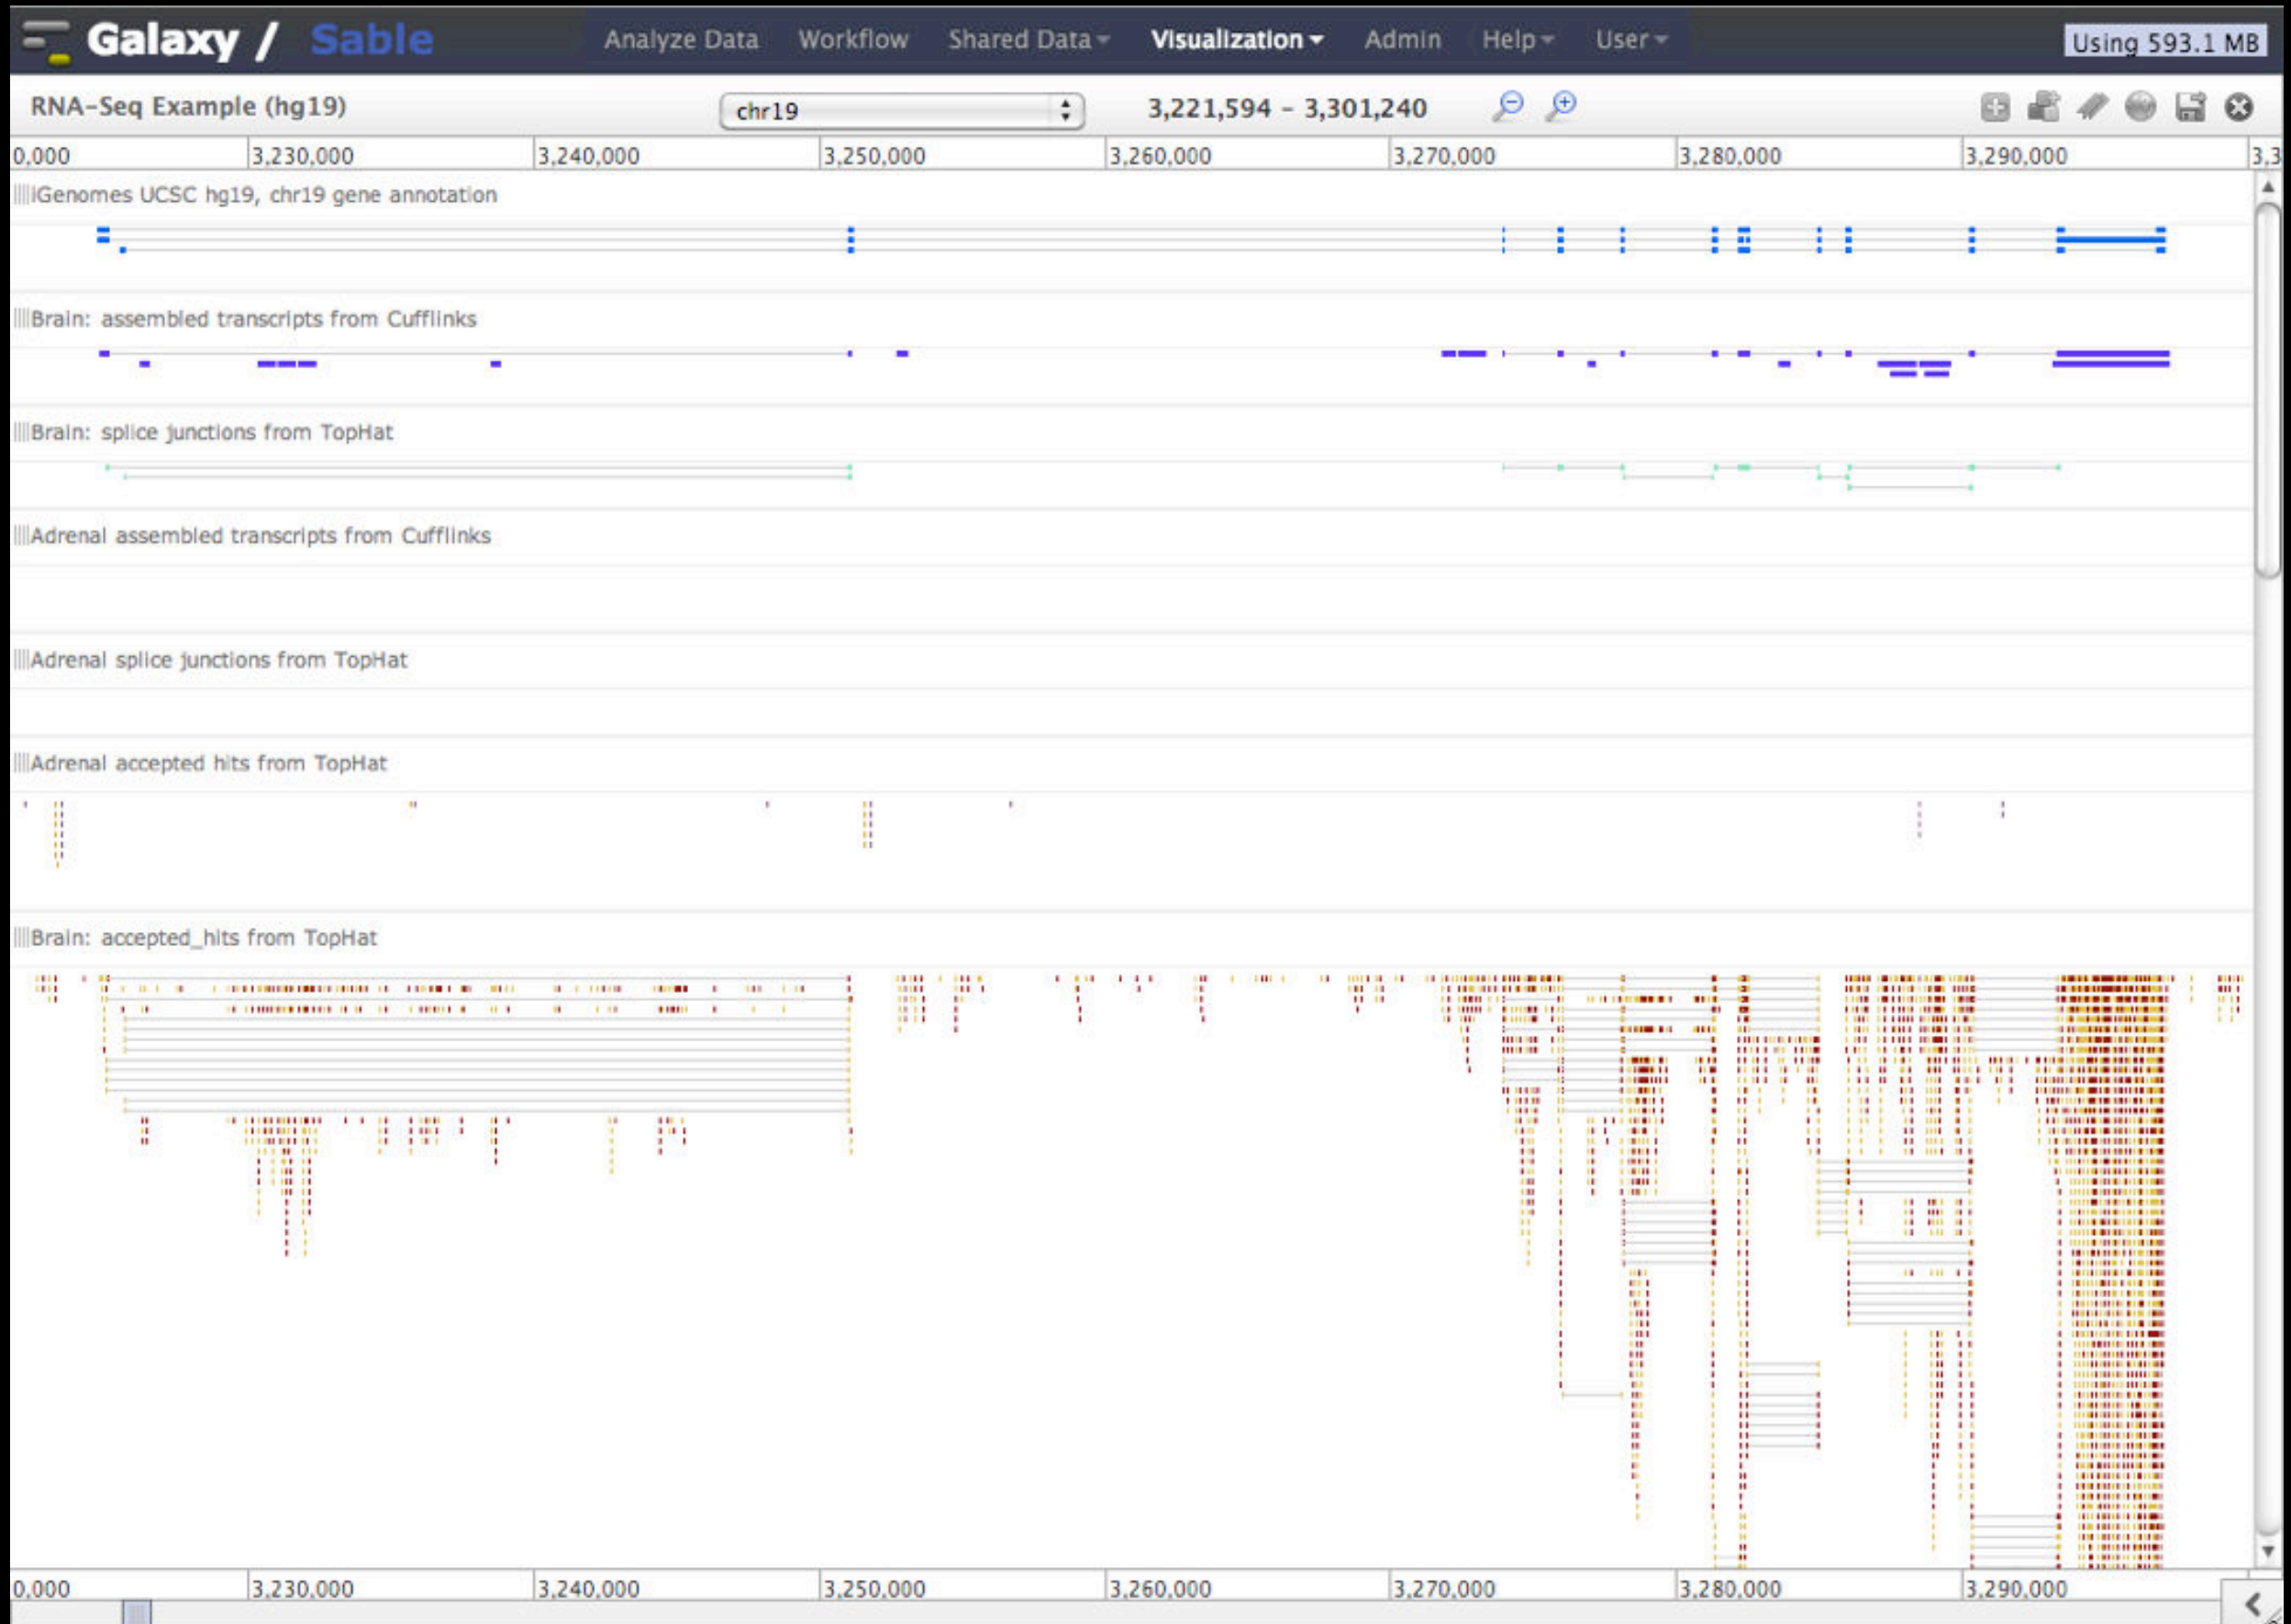 Galaxy / Sable Analyze Data Workflow Shared Data Visualization Admin Help User Using 593.1 MB
RNA-Seq Example (hg19) chr19 3,221,594 - 3,301,240
0,000 3,230,000 3,240,000 3,250,000 3,260,000 3,270,000 3,280,000 3,290,000 3,3
iGenomes UCSC hg19, chr19 gene annotation
Brain: assembled transcripts from Cufflinks
Brain: splice junctions from TopHat
Adrenal assembled transcripts from Cufflinks
Adrenal splice junctions from TopHat
Adrenal accepted hits from TopHat
Brain: accepted_hits from TopHat
0,000 3,230,000 3,240,000 3,250,000 3,260,000 3,270,000 3,280,000 3,290,000